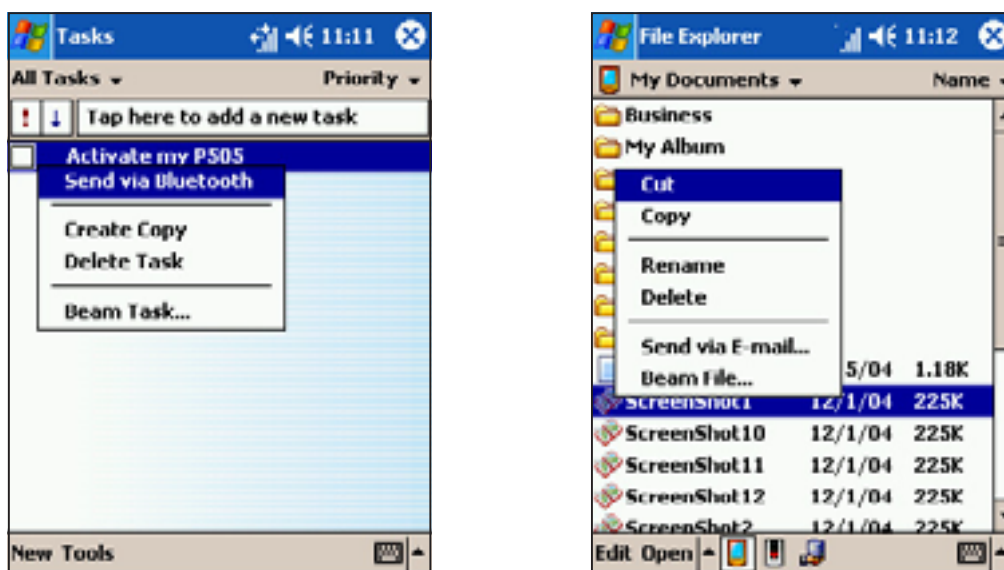 Tasks 11:11
All Tasks Priority
! ↓ Tap here to add a new task
Activate my P505
Send via Bluetooth
Create Copy
Delete Task
Beam Task...
New Tools
File Explorer 11:12
My Documents Name
Business
My Album
Cut
Copy
Rename
Delete
Send via E-mail...
5/04 1.18K
Beam File...
ScreenShot1 12/1/04 225K
ScreenShot10 12/1/04 225K
ScreenShot11 12/1/04 225K
ScreenShot12 12/1/04 225K
ScreenShot2 12/1/04 225K
Edit Open